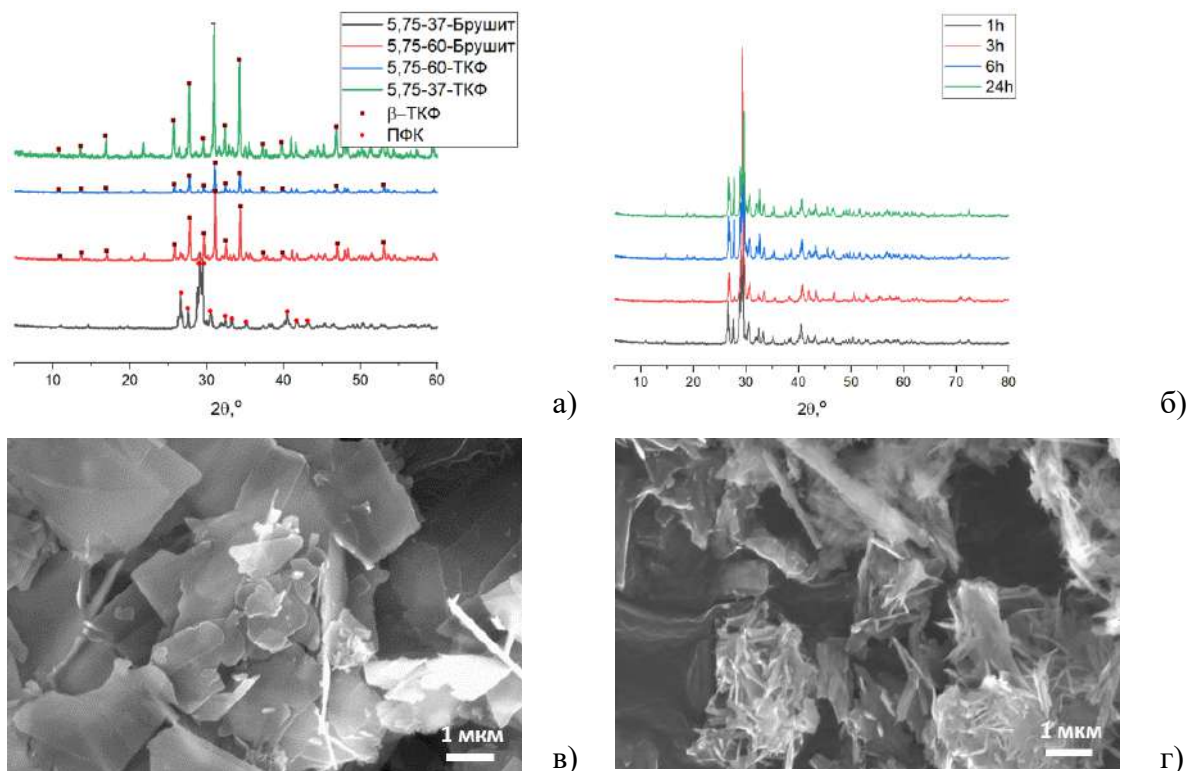 5,75-37-Брушит
5,75-60-Брушит
5,75-60-ТКФ
5,75-37-ТКФ
β–ТКФ
ПФК
10
20
30
40
50
60
2θ,°
а)
1h
3h
6h
24h
10
20
30
40
50
60
70
80
2θ,°
б)
1 мкм
в)
1 мкм
г)